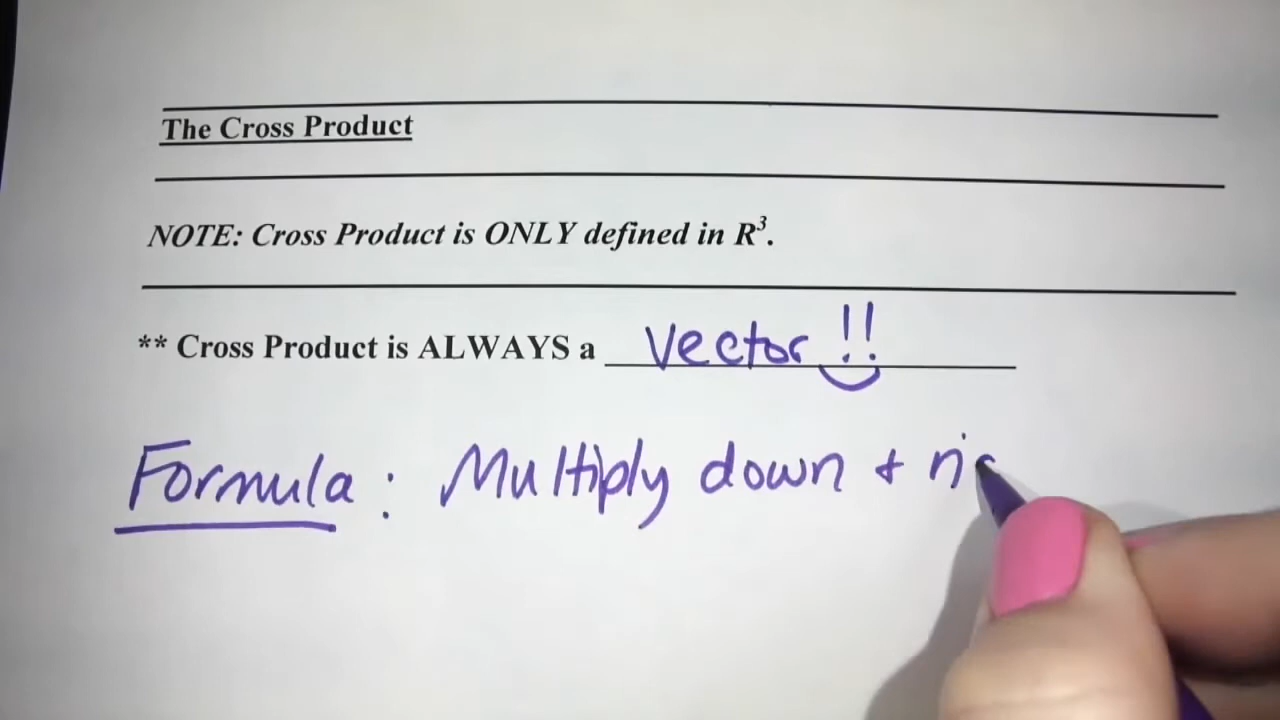 The Cross Product
NOTE: Cross Product is ONLY defined in R³.
** Cross Product is ALWAYS a vector !!
Formula : Multiply down +